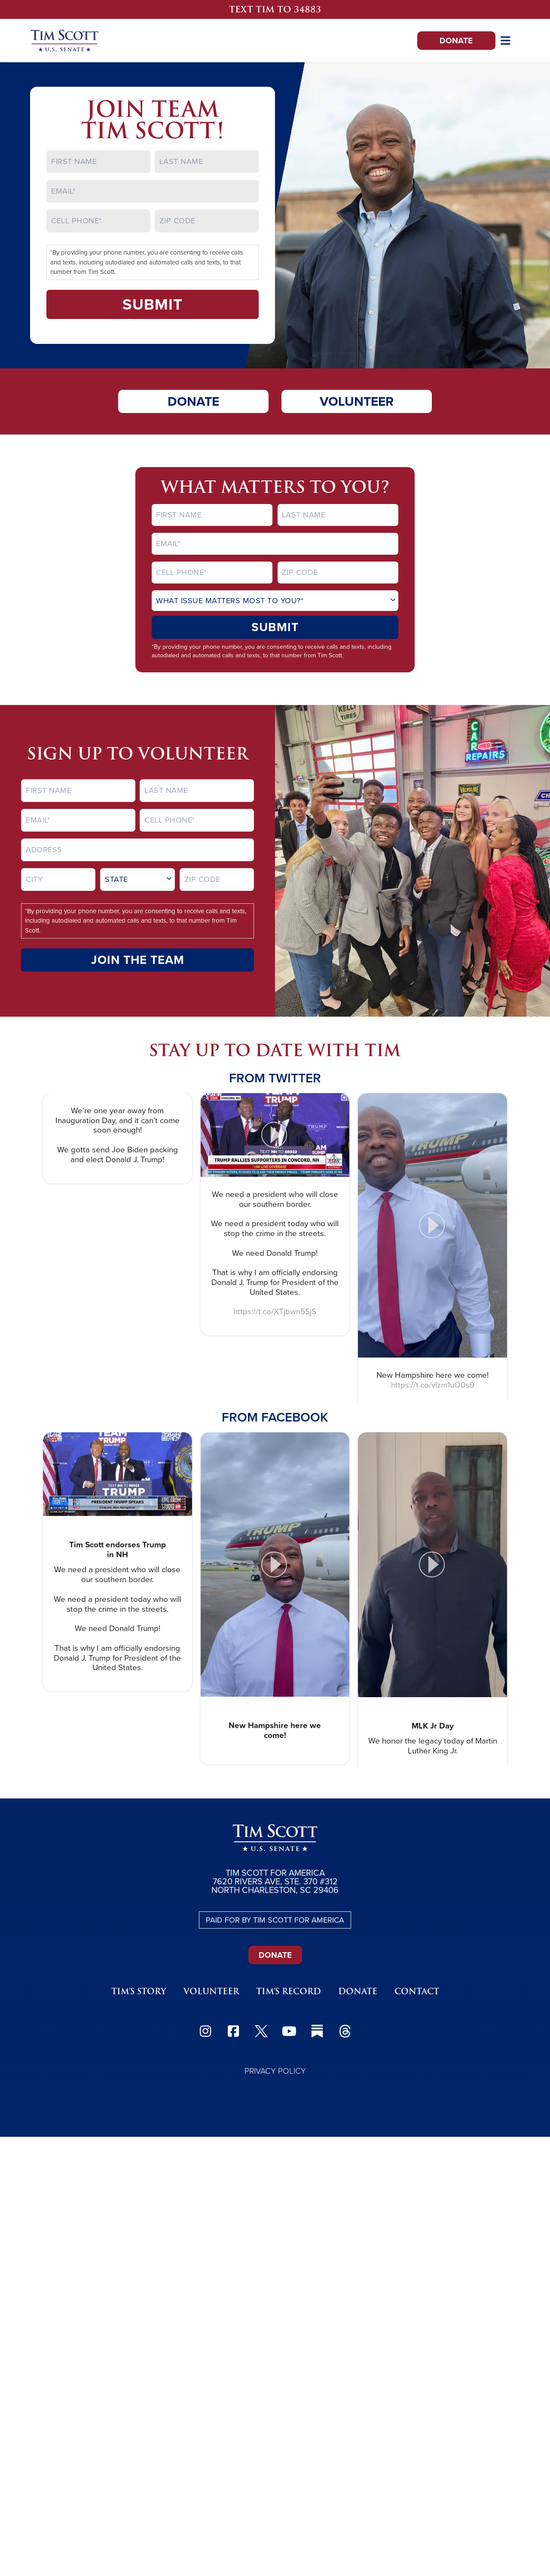 TEXT TIM TO 34883
TIM SCOTT
U.S. SENATE
DONATE
JOIN TEAM
TIM SCOTT!
FIRST NAME
LAST NAME
EMAIL*
CELL PHONE*
ZIP CODE
*By providing your phone number, you are consenting to receive calls
and texts, including autodialed and automated calls and texts, to that
number from Tim Scott.
SUBMIT
DONATE
VOLUNTEER
WHAT MATTERS TO YOU?
FIRST NAME
LAST NAME
EMAIL*
CELL PHONE*
ZIP CODE
WHAT ISSUE MATTERS MOST TO YOU?*
SUBMIT
*By providing your phone number, you are consenting to receive calls and texts, including
autodialed and automated calls and texts, to that number from Tim Scott.
SIGN UP TO VOLUNTEER
FIRST NAME
LAST NAME
EMAIL*
CELL PHONE*
ADDRESS
CITY
STATE
ZIP CODE
*By providing your phone number, you are consenting to receive calls and texts,
including autodialed and automated calls and texts, to that number from Tim
Scott.
JOIN THE TEAM
KELLY
TIRES
CAR
REPAIRS
VALVOLINE
STAY UP TO DATE WITH TIM
FROM TWITTER
We're one year away from
Inauguration Day, and it can't come
soon enough!
We gotta send Joe Biden packing
and elect Donald J. Trump!
TRUMP
TEXT NH TO 88022
TRUMP RALLIES SUPPORTERS IN CONCORD, NH
We need a president who will close
our southern border.
We need a president today who will
stop the crime in the streets.
We need Donald Trump!
That is why I am officially endorsing
Donald J. Trump for President of the
United States.
https://t.co/XTjbwn5SjS
TRUMP
New Hampshire here we come!
https://t.co/vlzm1uO0s9
FROM FACEBOOK
TEAM
TRUMP
TRUMP
PRESIDENT TRUMP SPEAKS
Tim Scott endorses Trump
in NH
We need a president who will close
our southern border.
We need a president today who will
stop the crime in the streets.
We need Donald Trump!
That is why I am officially endorsing
Donald J. Trump for President of the
United States.
TRUMP
New Hampshire here we
come!
MLK Jr Day
We honor the legacy today of Martin
Luther King Jr.
TIM SCOTT
U.S. SENATE
TIM SCOTT FOR AMERICA
7620 RIVERS AVE, STE. 370 #312
NORTH CHARLESTON, SC 29406
PAID FOR BY TIM SCOTT FOR AMERICA
DONATE
TIM'S STORY
VOLUNTEER
TIM'S RECORD
DONATE
CONTACT
PRIVACY POLICY